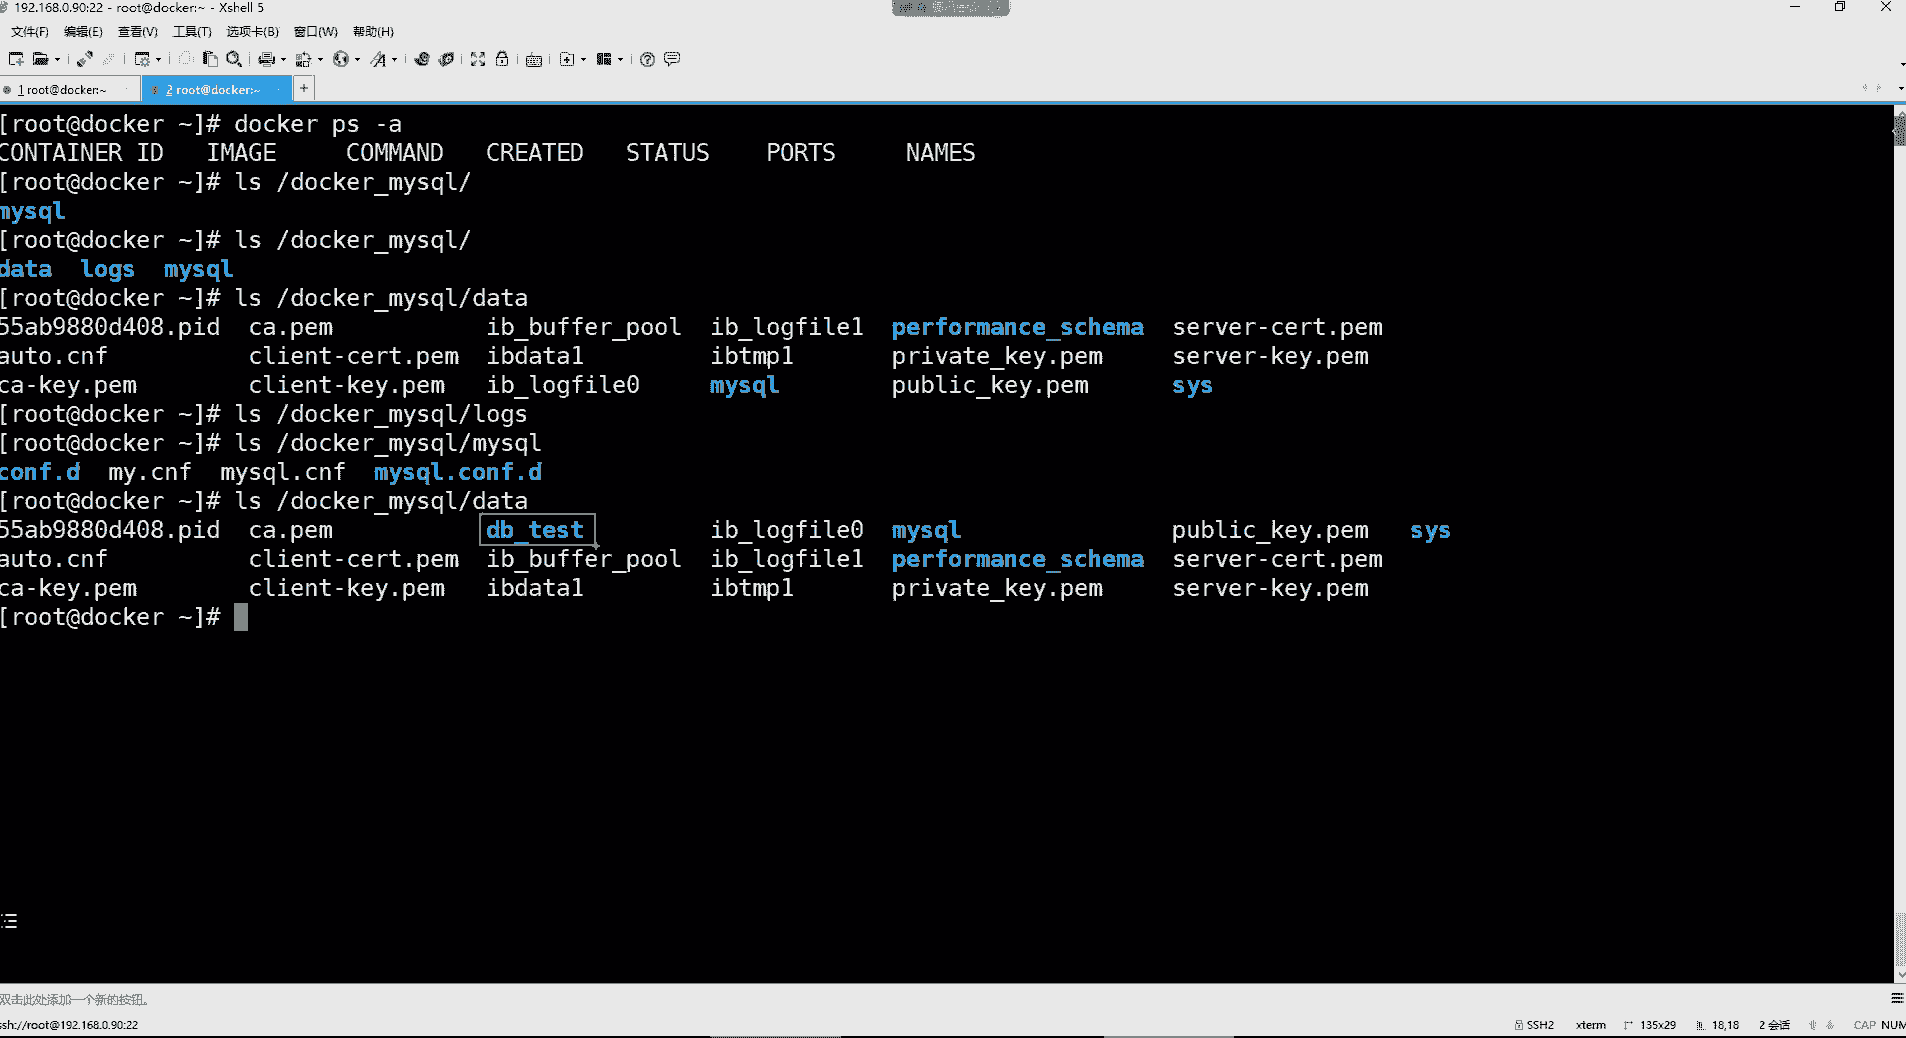 192.168.0.90:22 - root@docker:~ - Xshell 5
文件(F) 编辑(E) 查看(V) 工具(T) 选项卡(B) 窗口(W) 帮助(H)
1 root@docker:~ 2 root@docker:~ +
[root@docker ~]# docker ps -a
CONTAINER ID IMAGE COMMAND CREATED STATUS PORTS NAMES
[root@docker ~]# ls /docker_mysql/
mysql
[root@docker ~]# ls /docker_mysql/
data logs mysql
[root@docker ~]# ls /docker_mysql/data
55ab9880d408.pid ca.pem ib_buffer_pool ib_logfile1 performance_schema server-cert.pem
auto.cnf client-cert.pem ibdata1 ibtmp1 private_key.pem server-key.pem
ca-key.pem client-key.pem ib_logfile0 mysql public_key.pem sys
[root@docker ~]# ls /docker_mysql/logs
[root@docker ~]# ls /docker_mysql/mysql
conf.d my.cnf mysql.cnf mysql.conf.d
[root@docker ~]# ls /docker_mysql/data
55ab9880d408.pid ca.pem db_test ib_logfile0 mysql public_key.pem sys
auto.cnf client-cert.pem ib_buffer_pool ib_logfile1 performance_schema server-cert.pem
ca-key.pem client-key.pem ibdata1 ibtmp1 private_key.pem server-key.pem
[root@docker ~]#
双击此处添加一个新的按钮。
ssh://root@192.168.0.90:22 SSH2 xterm 135x29 18,18 2 会话 CAP NUM